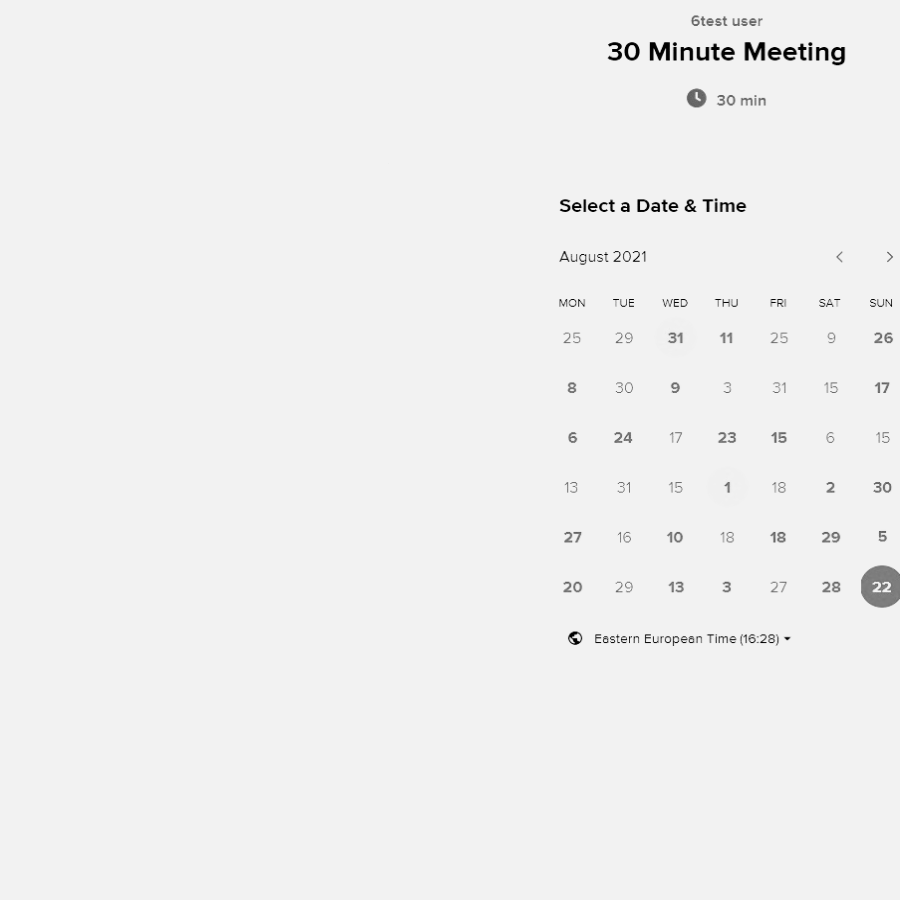 6test user
30 Minute Meeting
30 min
Select a Date & Time
August 2021
MON TUE WED THU FRI SAT SUN
25 29 31 11 25 9 26
8 30 9 3 31 15 17
6 24 17 23 15 6 15
13 31 15 1 18 2 30
27 16 10 18 18 29 5
20 29 13 3 27 28 22
Eastern European Time (16:28)